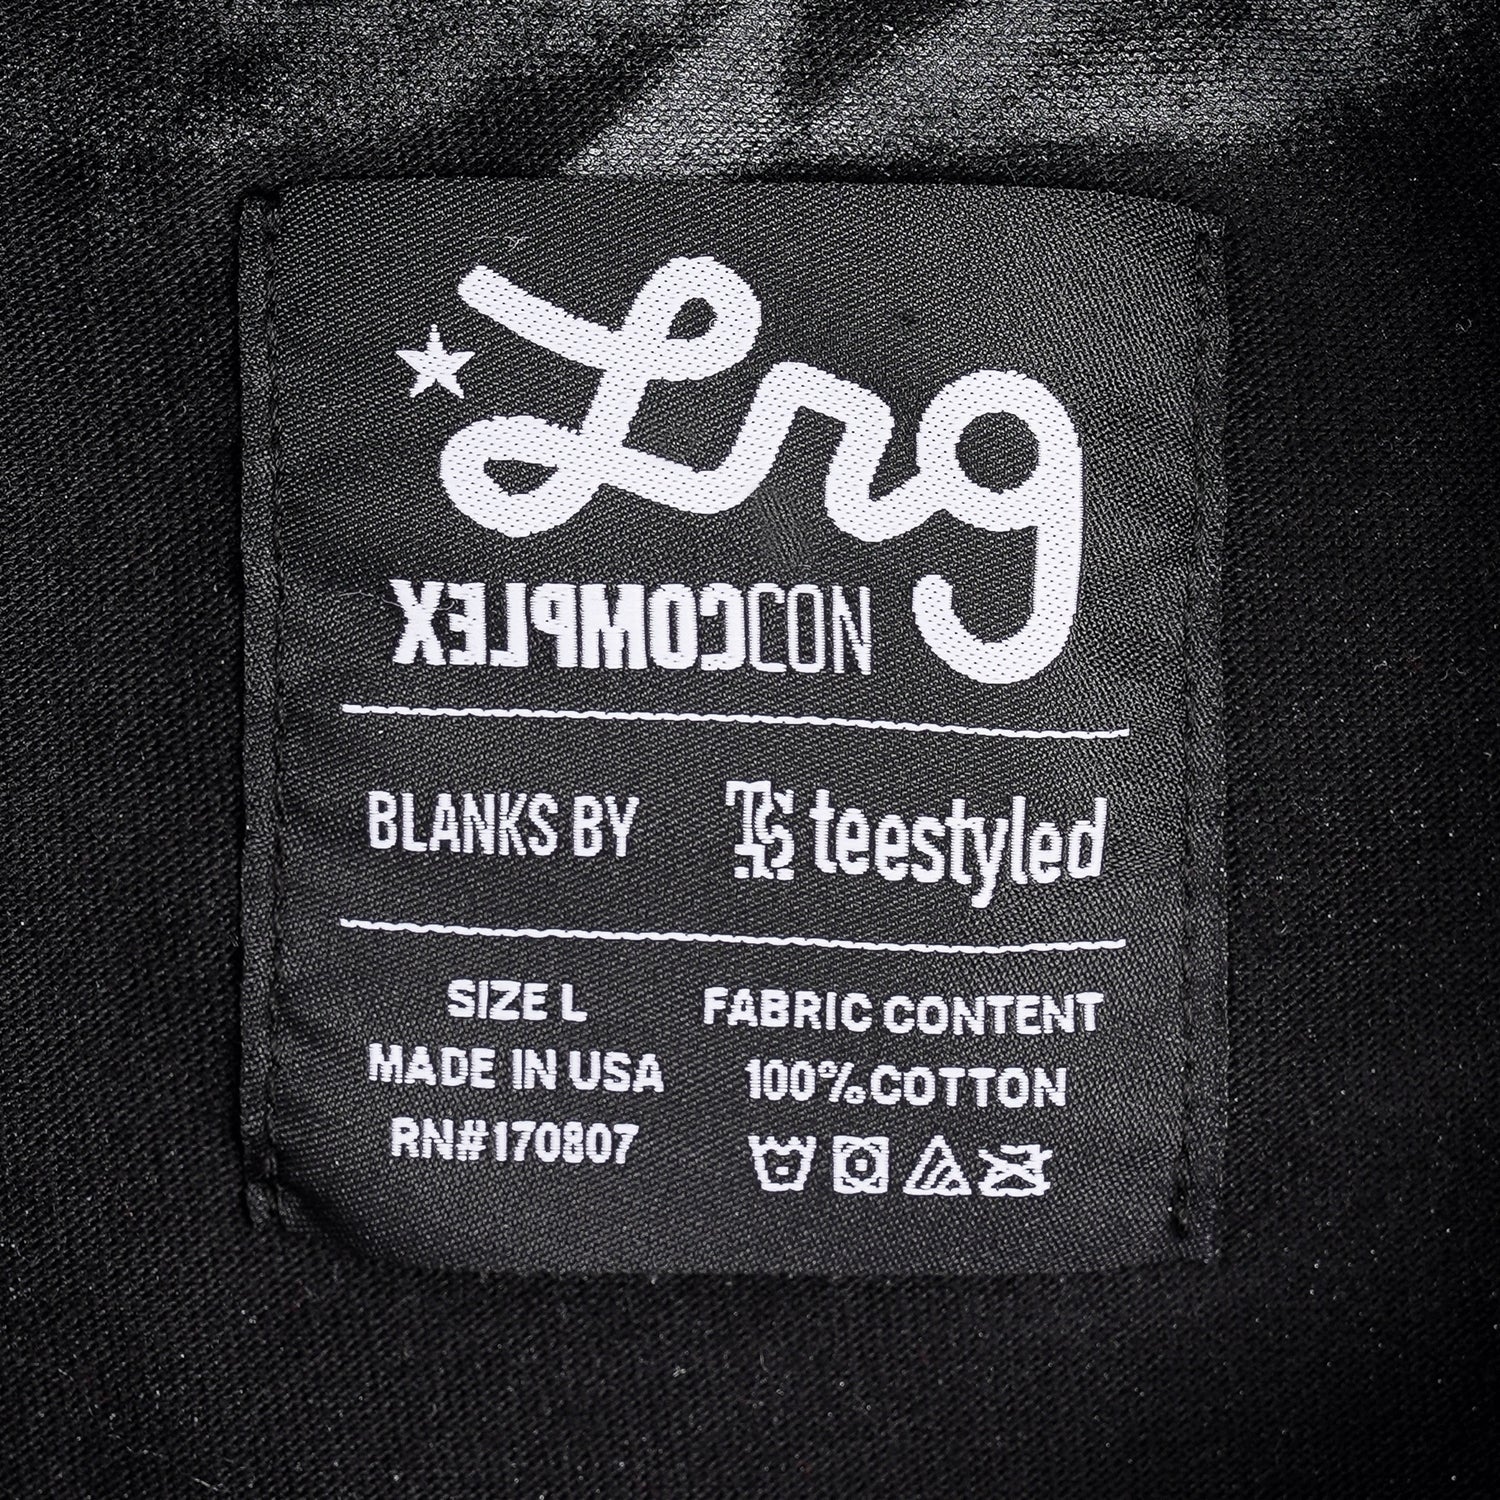 Lrg
COMPLEXCON
BLANKS BY TS teestyled
SIZE L
MADE IN USA
RN#170807
FABRIC CONTENT
100% COTTON